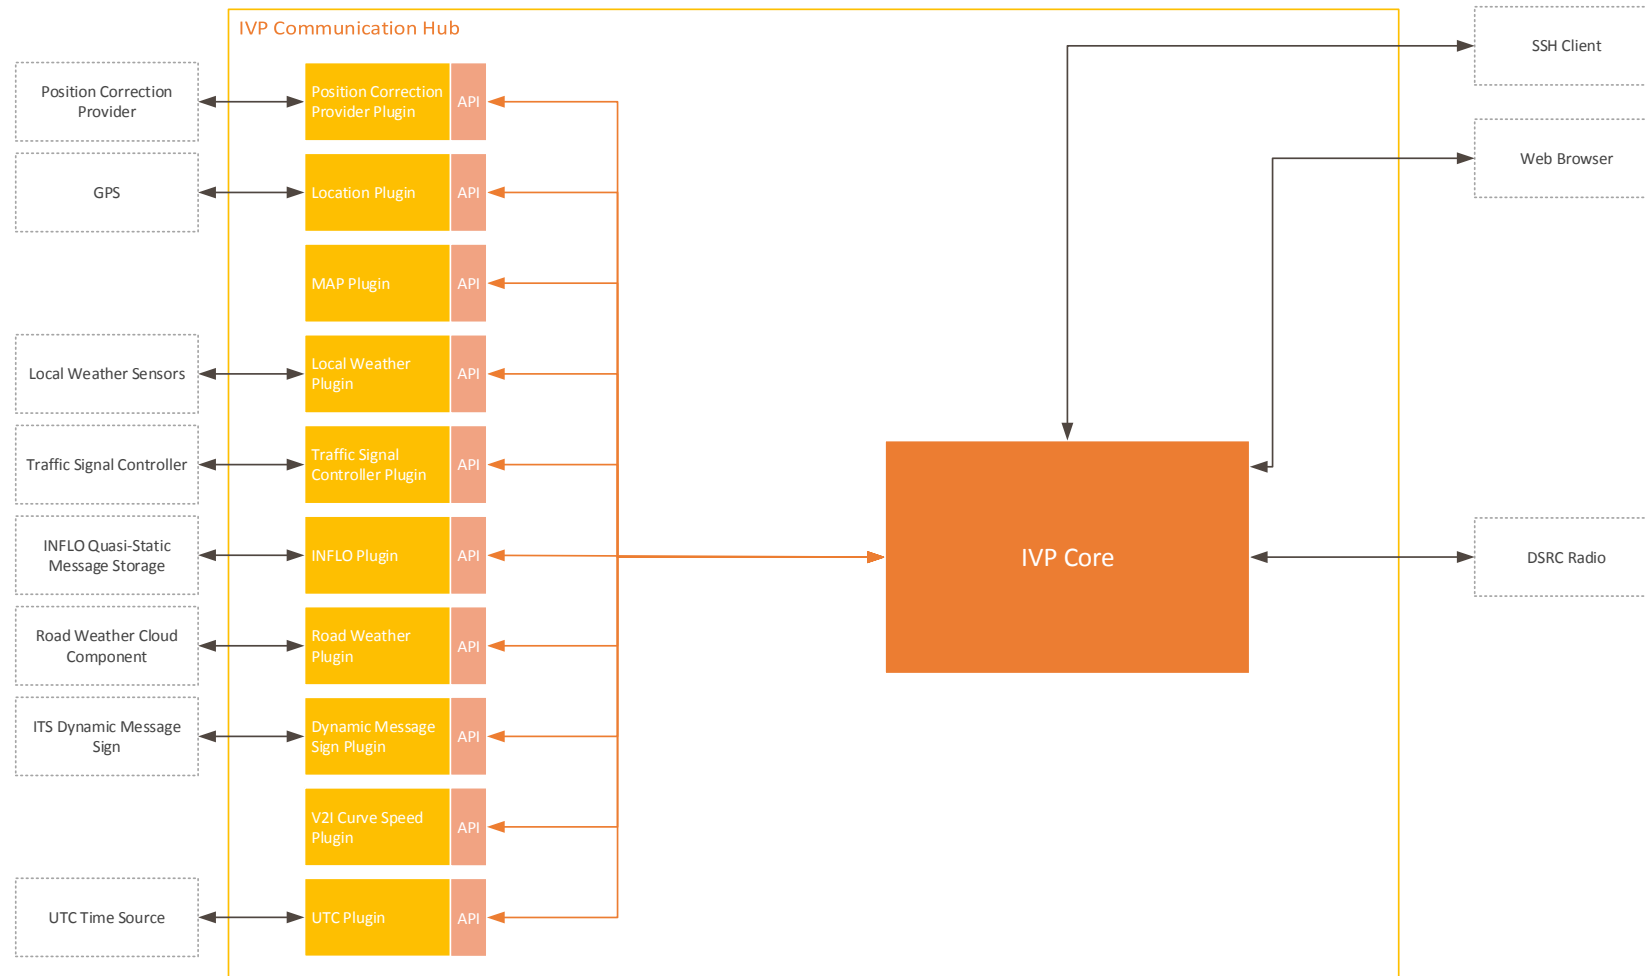 IVP Communication Hub
SSH Client
Position Correction
Provider
Position Correction
Provider Plugin
API
Web Browser
GPS
Location Plugin
API
MAP Plugin
API
Local Weather Sensors
Local Weather
Plugin
API
Traffic Signal Controller
Traffic Signal
Controller Plugin
API
INFLO Quasi-Static
Message Storage
INFLO Plugin
API
IVP Core
DSRC Radio
Road Weather Cloud
Component
Road Weather
Plugin
API
ITS Dynamic Message
Sign
Dynamic Message
Sign Plugin
API
V2I Curve Speed
Plugin
API
UTC Time Source
UTC Plugin
API